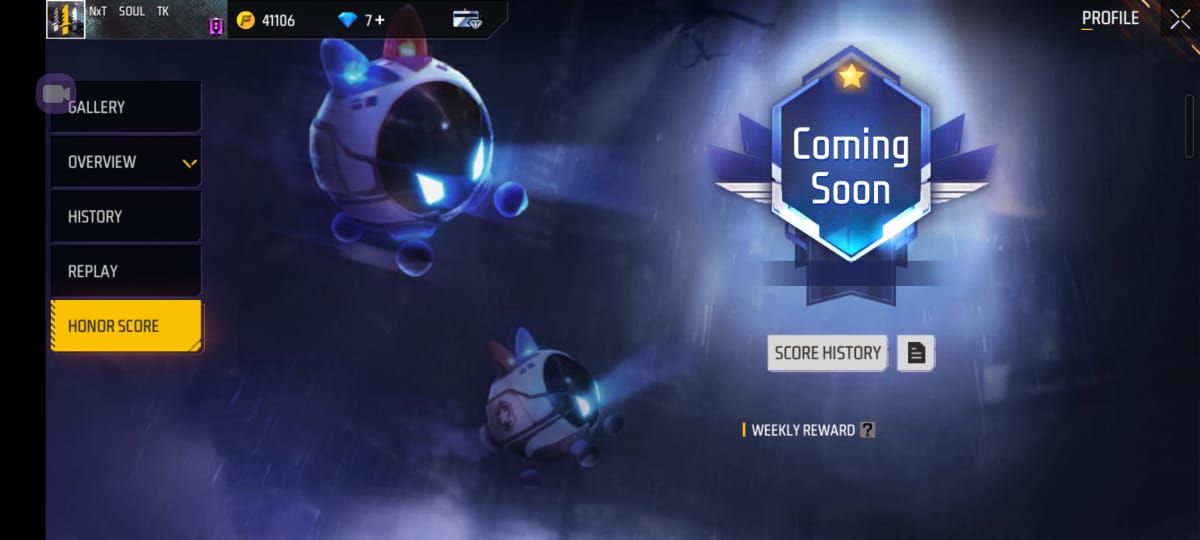 NxT SOUL TK
41106
7+
PROFILE
GALLERY
OVERVIEW
HISTORY
REPLAY
HONOR SCORE
Coming
Soon
SCORE HISTORY
WEEKLY REWARD ?